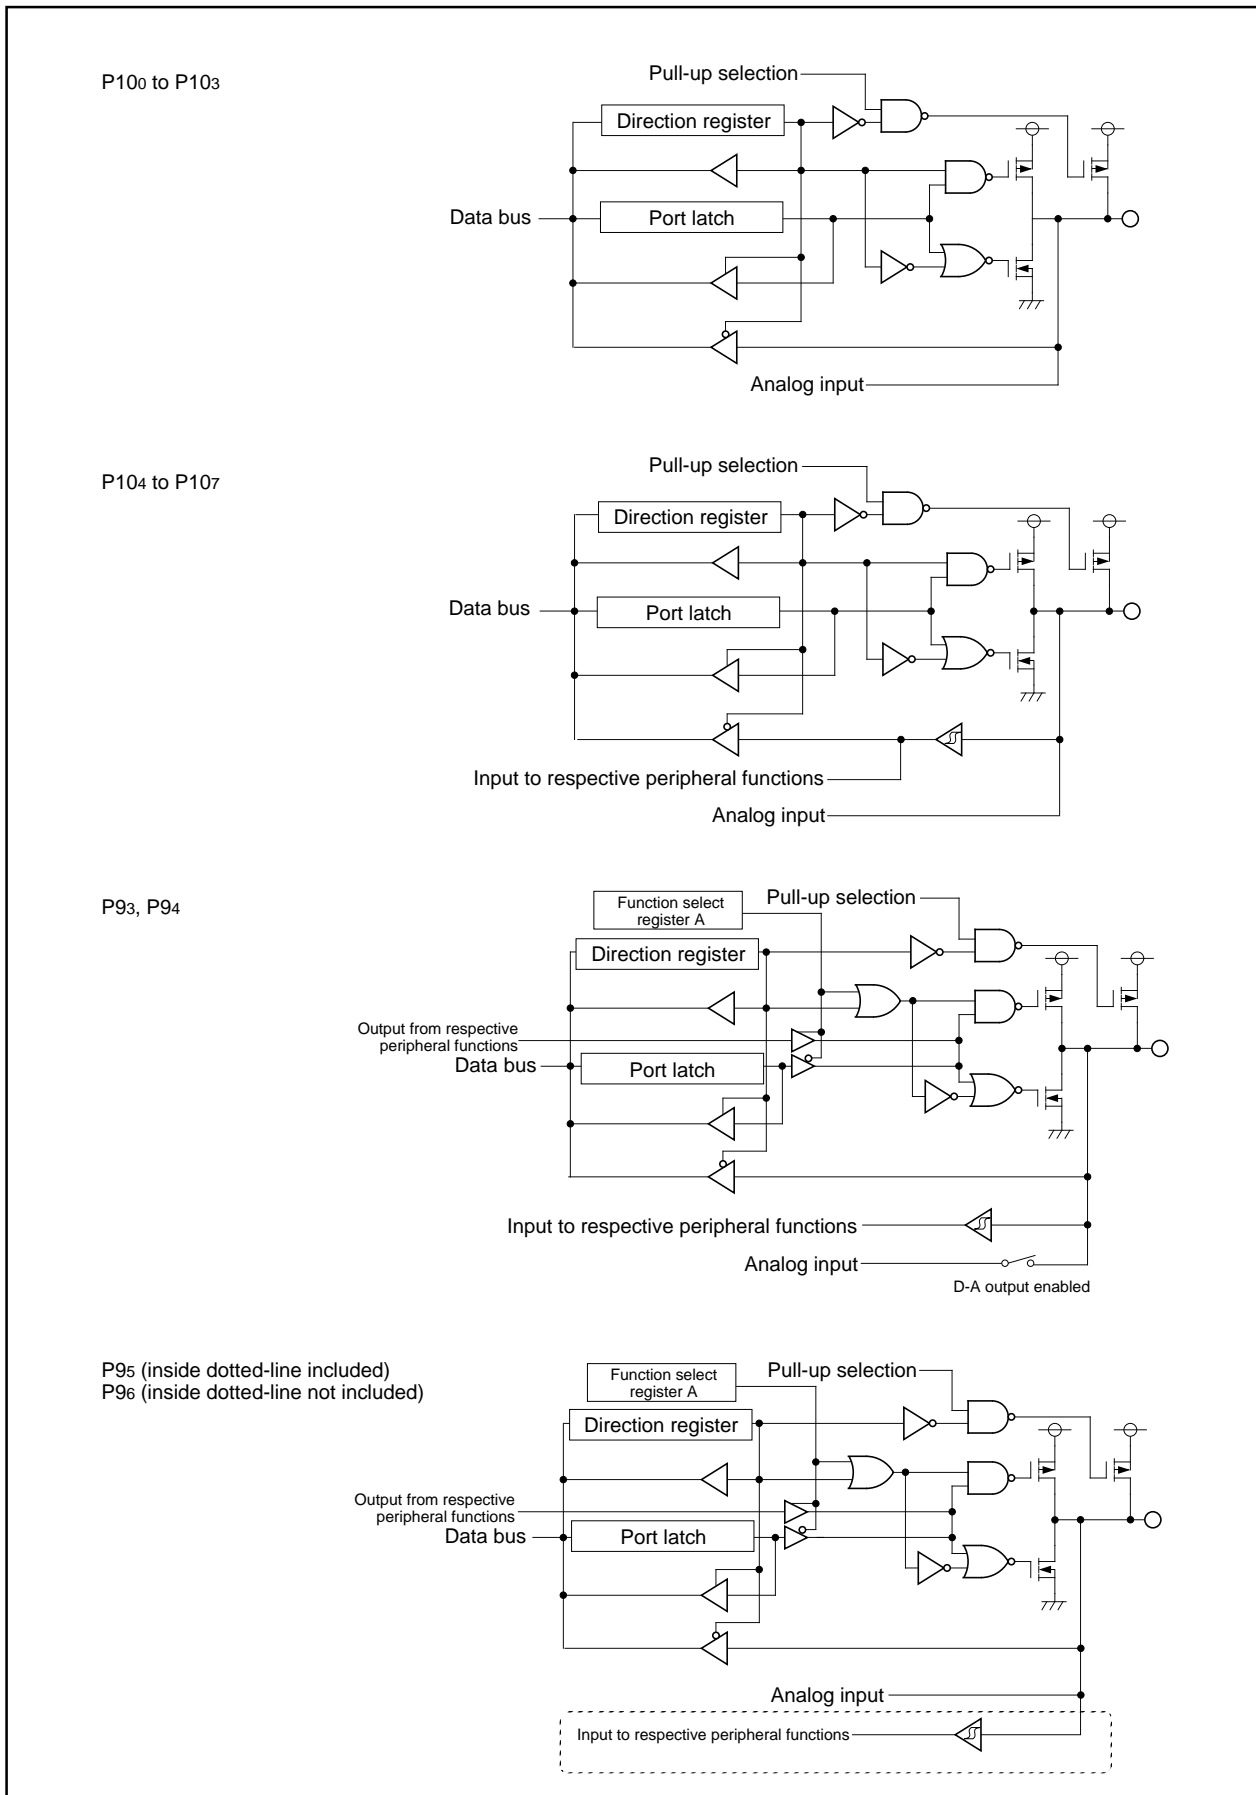 P100 to P103
Pull-up selection
Direction register
Data bus
Port latch
Analog input
P104 to P107
Pull-up selection
Direction register
Data bus
Port latch
Input to respective peripheral functions
Analog input
P93, P94
Function select
register A
Pull-up selection
Direction register
Output from respective
peripheral functions
Data bus
Port latch
Input to respective peripheral functions
Analog input
D-A output enabled
P95 (inside dotted-line included)
P96 (inside dotted-line not included)
Function select
register A
Pull-up selection
Direction register
Output from respective
peripheral functions
Data bus
Port latch
Analog input
Input to respective peripheral functions